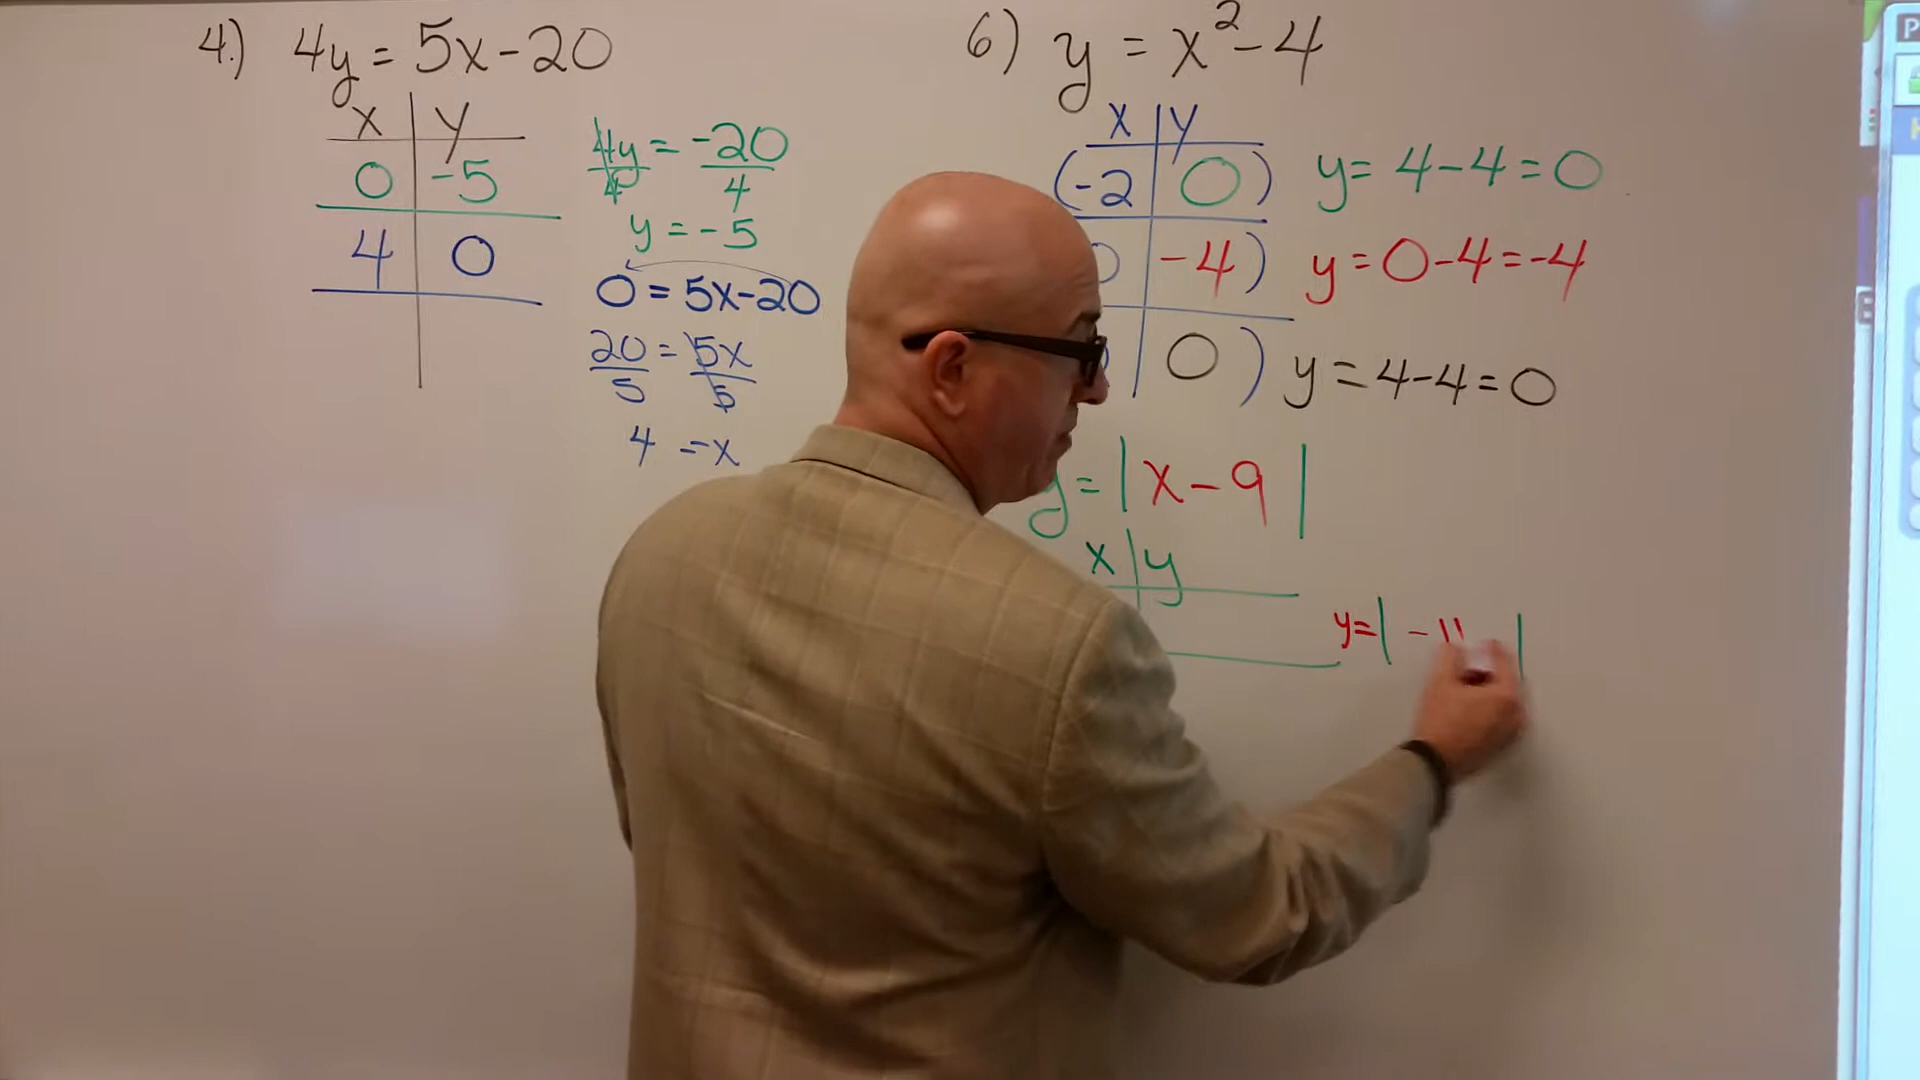 4.) 4y = 5x - 20
x y
0 -5
4 0
4y = -20
4 4
y = -5
0 = 5x - 20
20 = 5x
5 5
4 = x
6) y = x² - 4
x y
(-2 0) y = 4 - 4 = 0
-4) y = 0 - 4 = -4
0) y = 4 - 4 = 0
y = | x - 9 |
x y
y = | - 11 |